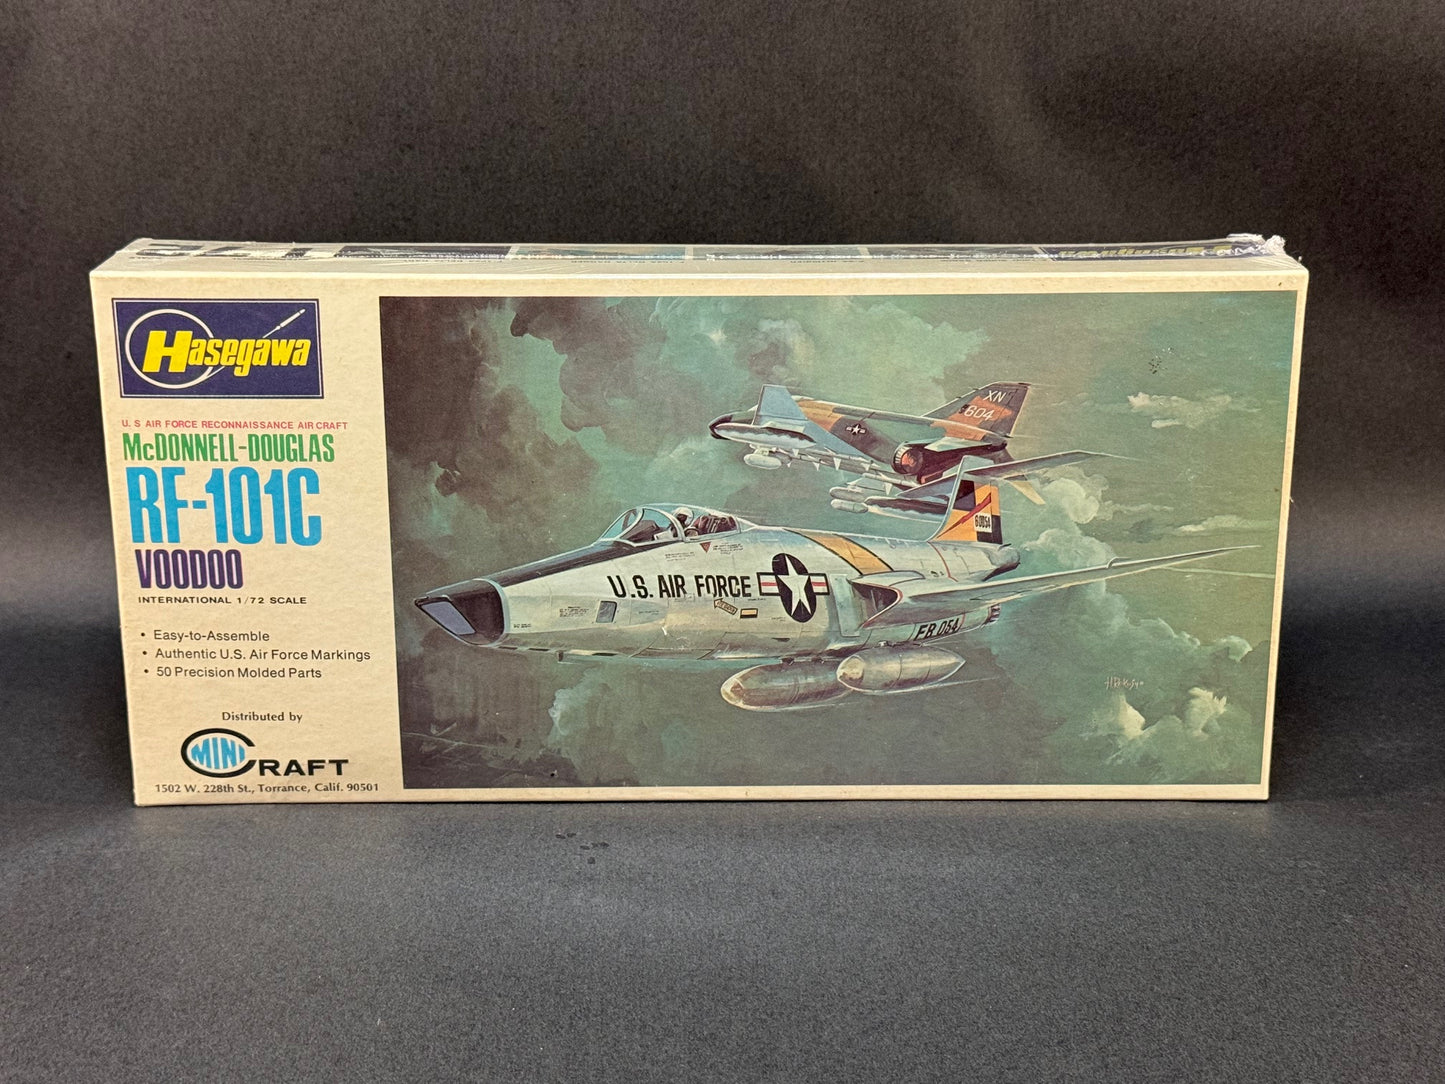 Hasegawa
U. S AIR FORCE RECONNAISSANCE AIR CRAFT
McDONNELL-DOUGLAS
RF-101C
VOODOO
INTERNATIONAL 1/72 SCALE
• Easy-to-Assemble
• Authentic U.S. Air Force Markings
• 50 Precision Molded Parts
Distributed by
MINI CRAFT
1502 W. 228th St., Torrance, Calif. 90501
XN
604
60054
U.S. AIR FORCE
FB 054